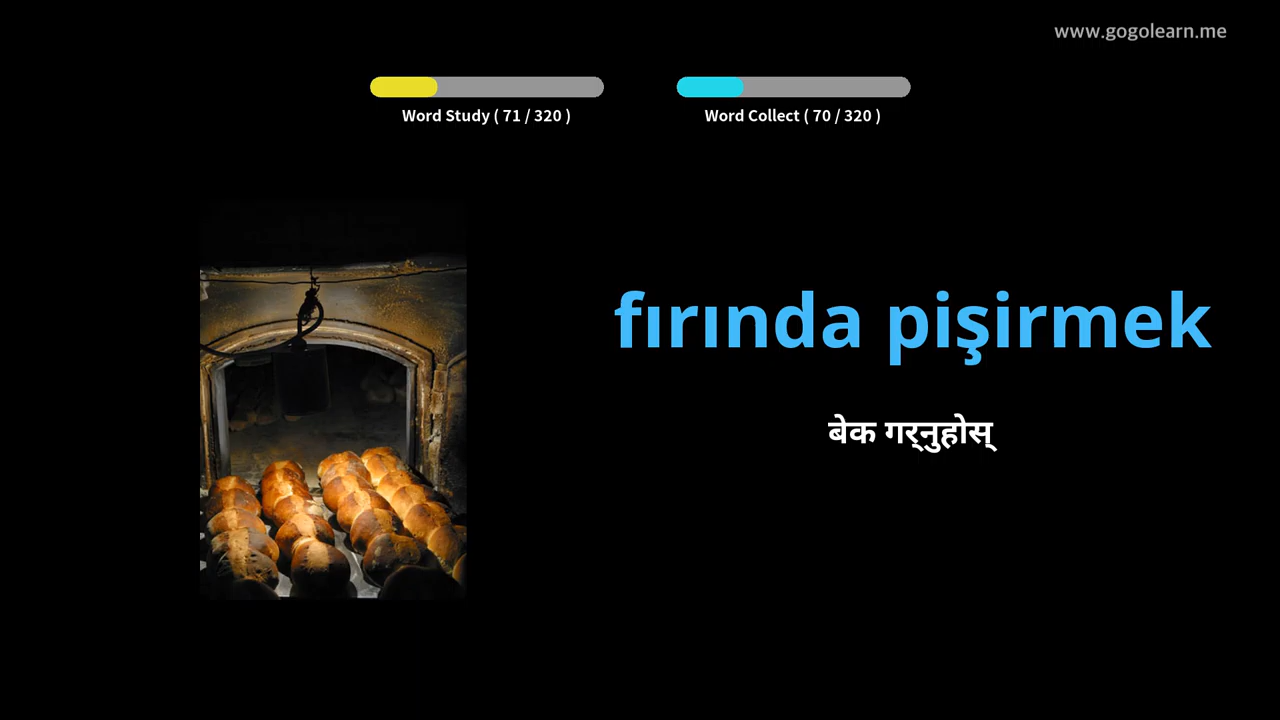 www.gogolearn.me
Word Study ( 71 / 320 )
Word Collect ( 70 / 320 )
fırında pişirmek
बेक गर्नुहोस्